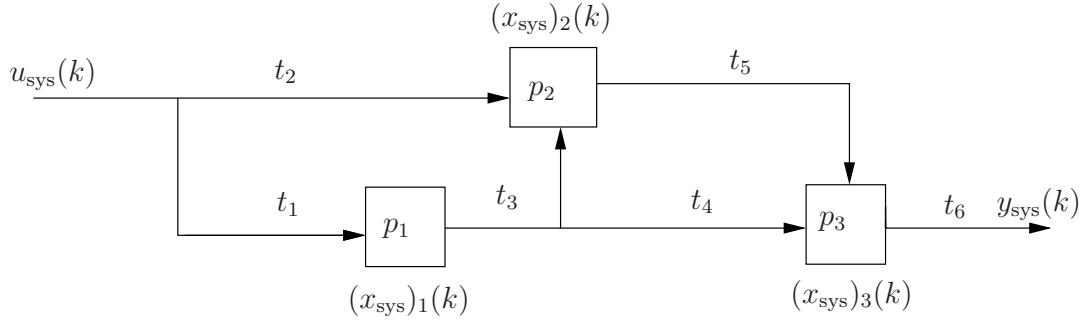 (x_sys)_2(k)
u_sys(k)
t_2
p_2
t_5
t_1
p_1
t_3
t_4
p_3
t_6
y_sys(k)
(x_sys)_1(k)
(x_sys)_3(k)